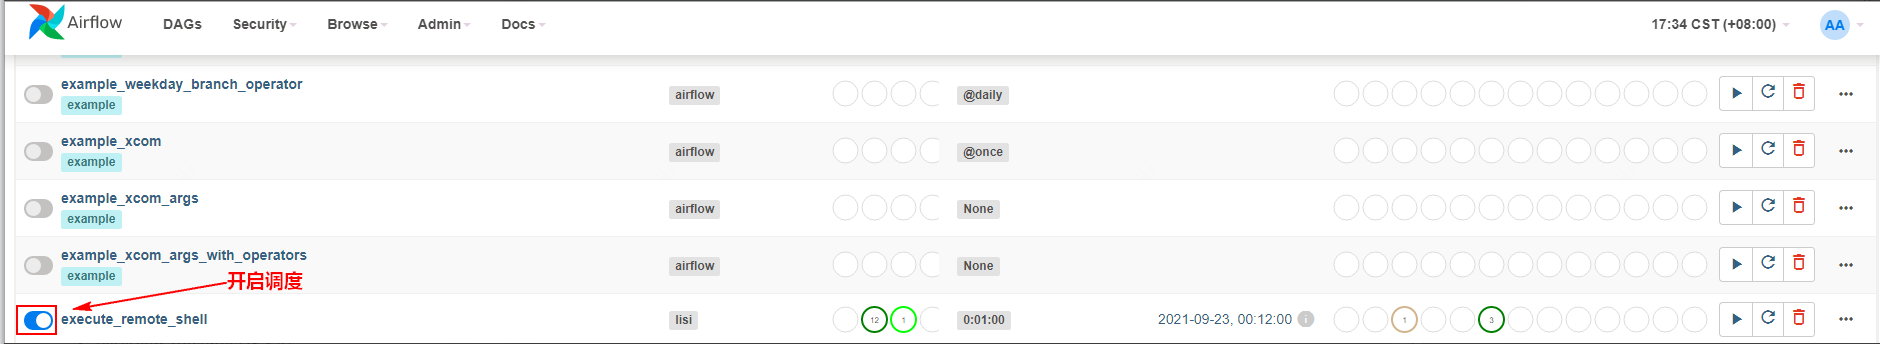 Airflow DAGs Security Browse Admin Docs 17:34 CST (+08:00) AA
example_weekday_branch_operator
example airflow @daily
example_xcom
example airflow @once
example_xcom_args
example airflow None
example_xcom_args_with_operators
example airflow None
开启调度
execute_remote_shell lisi 12 1 0:01:00 2021-09-23, 00:12:00 1 3